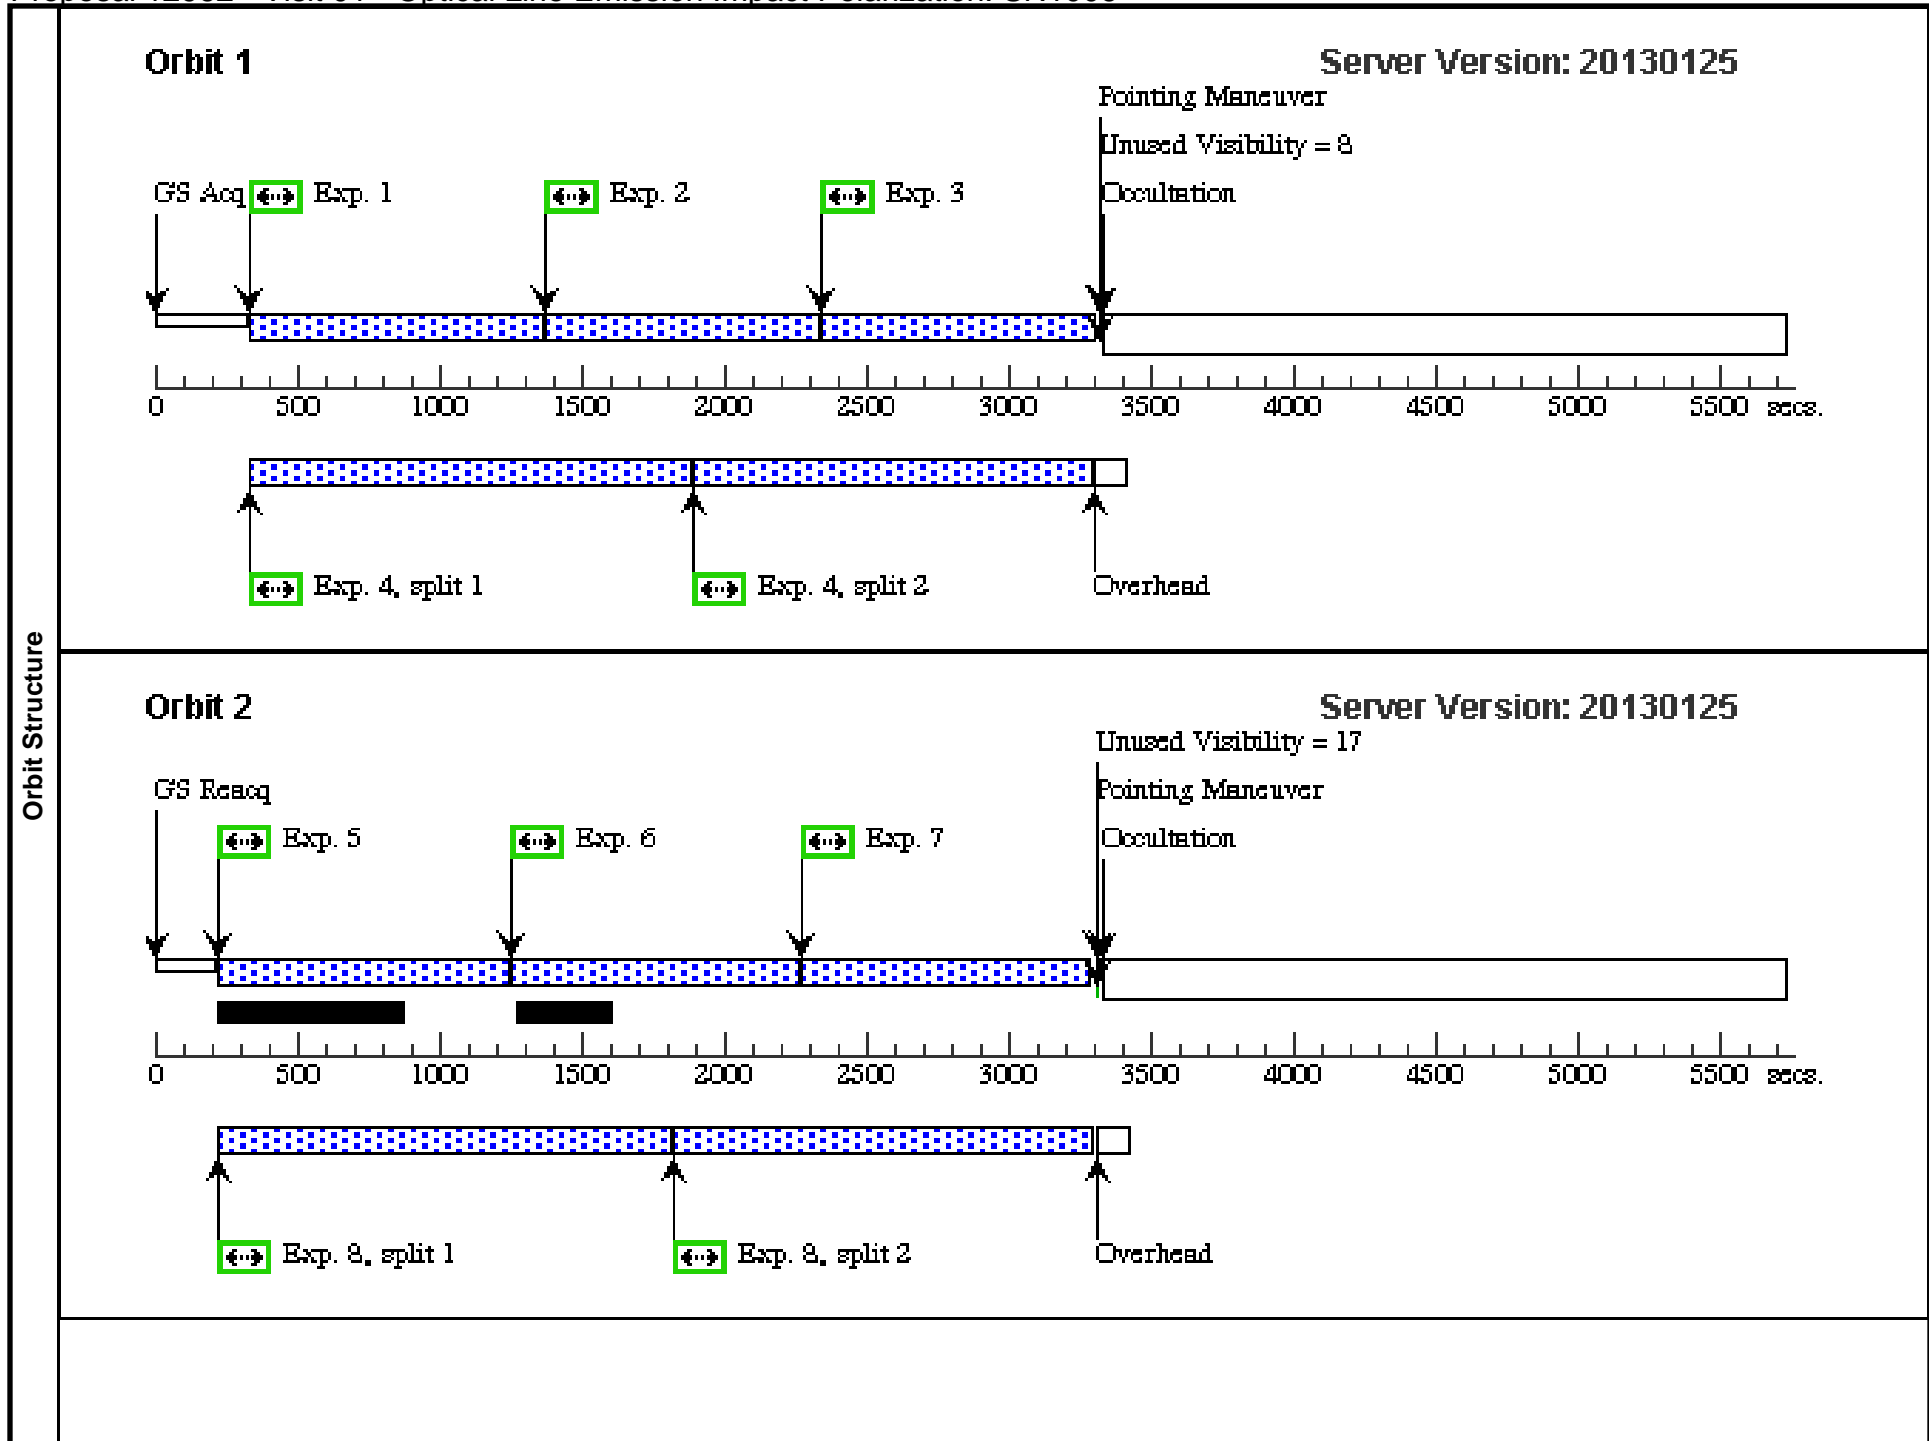 Orbit 1
Server Version: 20130125
Pointing Maneuver
Unused Visibility = 8
GS Acq
Exp. 1
Exp. 2
Exp. 3
Occultation
0 500 1000 1500 2000 2500 3000 3500 4000 4500 5000 5500 secs.
Exp. 4, split 1
Exp. 4, split 2
Overhead
Orbit Structure
Orbit 2
Server Version: 20130125
Unused Visibility = 17
GS Reacq
Pointing Maneuver
Exp. 5
Exp. 6
Exp. 7
Occultation
0 500 1000 1500 2000 2500 3000 3500 4000 4500 5000 5500 secs.
Exp. 8, split 1
Exp. 8, split 2
Overhead